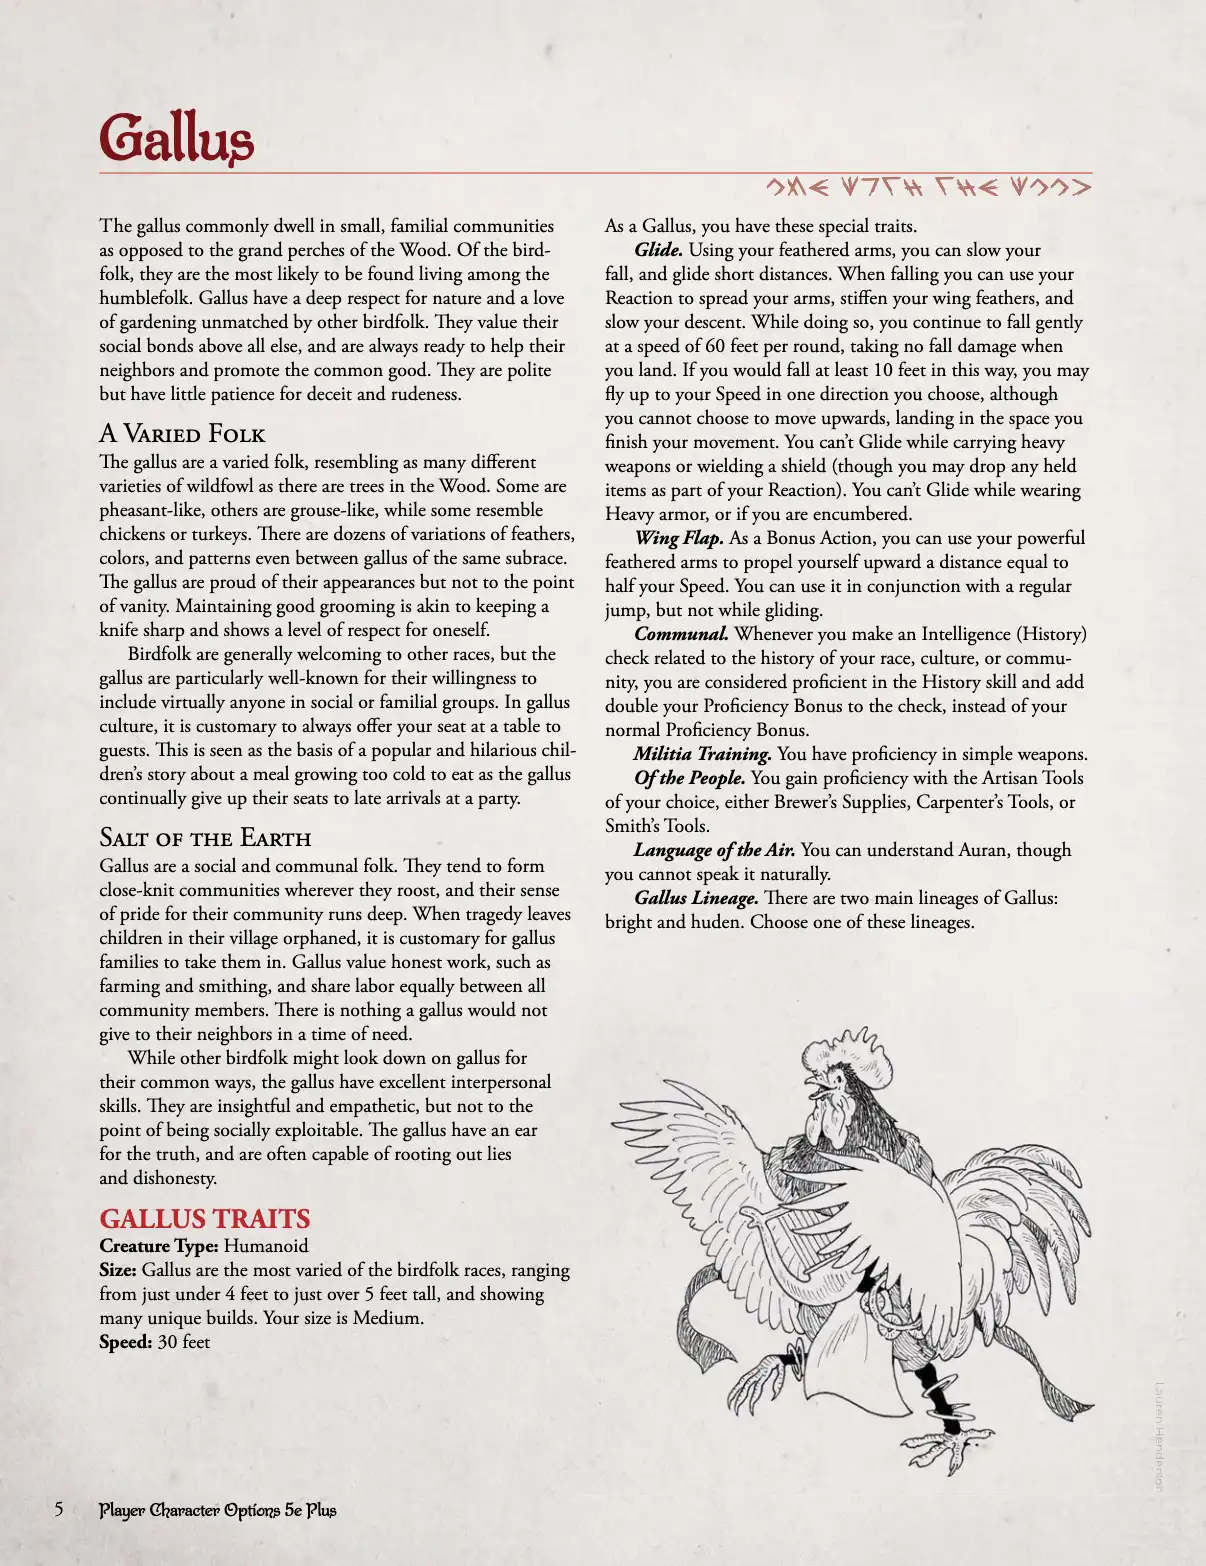 Gallus
The gallus commonly dwell in small, familial communities
as opposed to the grand perches of the Wood. Of the bird-
folk, they are the most likely to be found living among the
humblefolk. Gallus have a deep respect for nature and a love
of gardening unmatched by other birdfolk. They value their
social bonds above all else, and are always ready to help their
neighbors and promote the common good. They are polite
but have little patience for deceit and rudeness.
A Varied Folk
The gallus are a varied folk, resembling as many different
varieties of wildfowl as there are trees in the Wood. Some are
pheasant-like, others are grouse-like, while some resemble
chickens or turkeys. There are dozens of variations of feathers,
colors, and patterns even between gallus of the same subrace.
The gallus are proud of their appearances but not to the point
of vanity. Maintaining good grooming is akin to keeping a
knife sharp and shows a level of respect for oneself.
Birdfolk are generally welcoming to other races, but the
gallus are particularly well-known for their willingness to
include virtually anyone in social or familial groups. In gallus
culture, it is customary to always offer your seat at a table to
guests. This is seen as the basis of a popular and hilarious chil-
dren's story about a meal growing too cold to eat as the gallus
continually give up their seats to late arrivals at a party.
Salt of the Earth
Gallus are a social and communal folk. They tend to form
close-knit communities wherever they roost, and their sense
of pride for their community runs deep. When tragedy leaves
children in their village orphaned, it is customary for gallus
families to take them in. Gallus value honest work, such as
farming and smithing, and share labor equally between all
community members. There is nothing a gallus would not
give to their neighbors in a time of need.
While other birdfolk might look down on gallus for
their common ways, the gallus have excellent interpersonal
skills. They are insightful and empathetic, but not to the
point of being socially exploitable. The gallus have an ear
for the truth, and are often capable of rooting out lies
and dishonesty.
GALLUS TRAITS
Creature Type: Humanoid
Size: Gallus are the most varied of the birdfolk races, ranging
from just under 4 feet to just over 5 feet tall, and showing
many unique builds. Your size is Medium.
Speed: 30 feet
As a Gallus, you have these special traits.
Glide. Using your feathered arms, you can slow your
fall, and glide short distances. When falling you can use your
Reaction to spread your arms, stiffen your wing feathers, and
slow your descent. While doing so, you continue to fall gently
at a speed of 60 feet per round, taking no fall damage when
you land. If you would fall at least 10 feet in this way, you may
fly up to your Speed in one direction you choose, although
you cannot choose to move upwards, landing in the space you
finish your movement. You can't Glide while carrying heavy
weapons or wielding a shield (though you may drop any held
items as part of your Reaction). You can't Glide while wearing
Heavy armor, or if you are encumbered.
Wing Flap. As a Bonus Action, you can use your powerful
feathered arms to propel yourself upward a distance equal to
half your Speed. You can use it in conjunction with a regular
jump, but not while gliding.
Communal. Whenever you make an Intelligence (History)
check related to the history of your race, culture, or commu-
nity, you are considered proficient in the History skill and add
double your Proficiency Bonus to the check, instead of your
normal Proficiency Bonus.
Militia Training. You have proficiency in simple weapons.
Of the People. You gain proficiency with the Artisan Tools
of your choice, either Brewer's Supplies, Carpenter's Tools, or
Smith's Tools.
Language of the Air. You can understand Auran, though
you cannot speak it naturally.
Gallus Lineage. There are two main lineages of Gallus:
bright and huden. Choose one of these lineages.
Lauren Henderson
5 Player Character Options 5e Plus